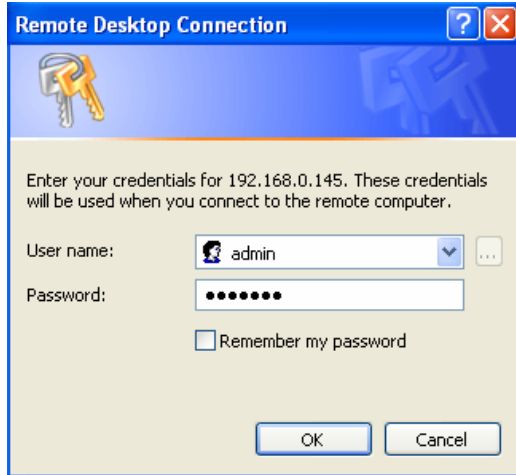 Remote Desktop Connection
Enter your credentials for 192.168.0.145. These credentials
will be used when you connect to the remote computer.
User name:
admin
...
Password:
●●●●●●●
Remember my password
OK
Cancel